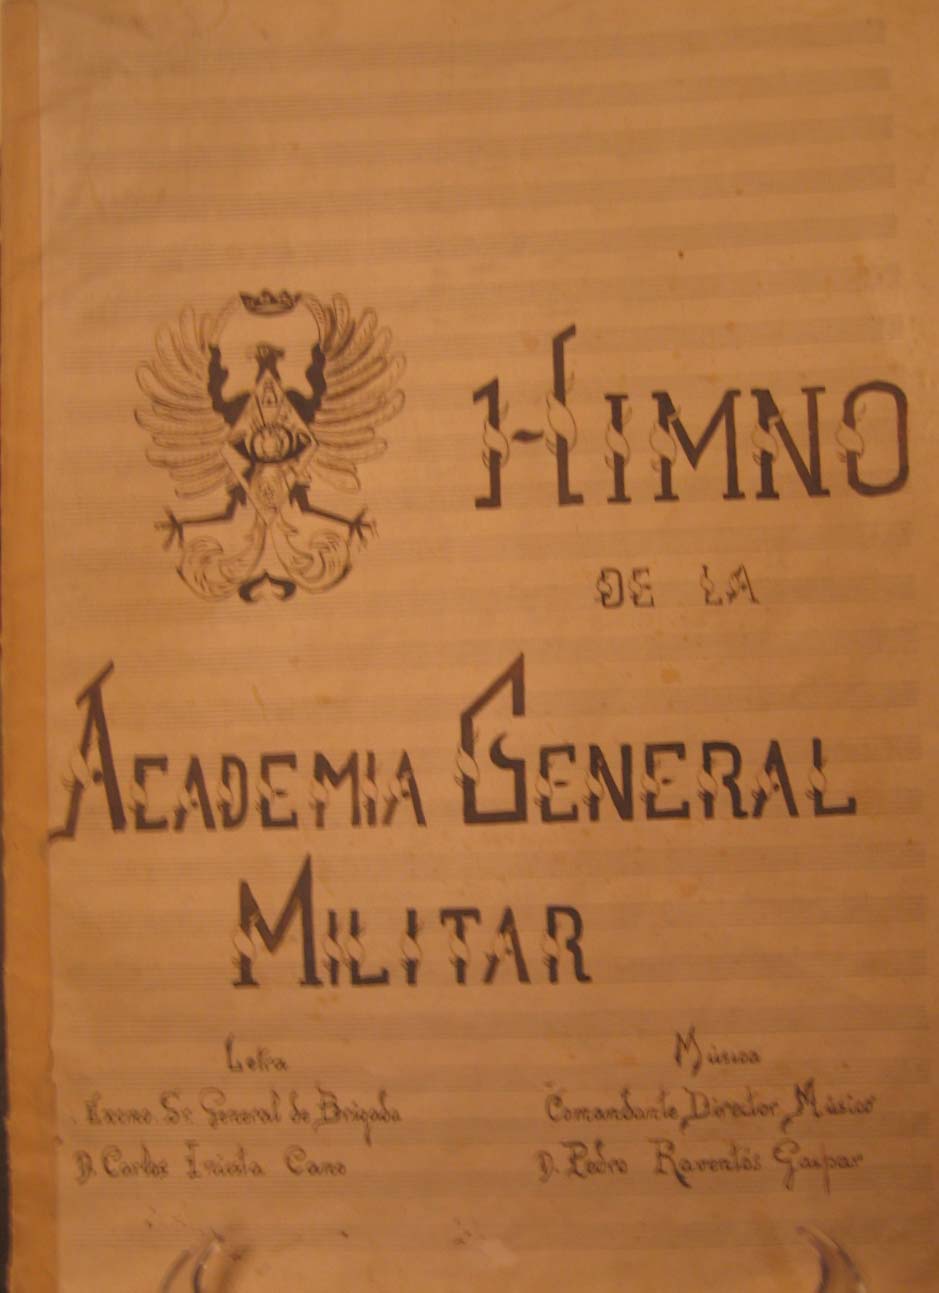 HIMNO
DE LA
ACADEMIA GENERAL
MILITAR
Letra
Excmo. Sr. General de Brigada
D. Carlos Iniesta Cano
Música
Comandante Director Músico
D. Pedro Raventós Gaspar